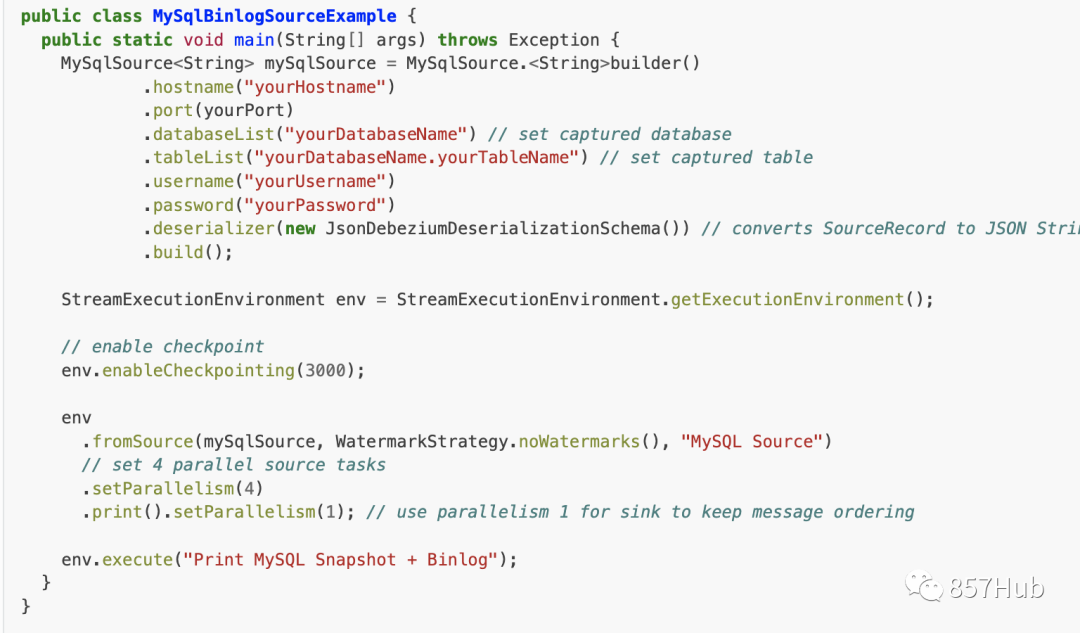 public class MySqlBinlogSourceExample {
  public static void main(String[] args) throws Exception {
    MySqlSource<String> mySqlSource = MySqlSource.<String>builder()
            .hostname("yourHostname")
            .port(yourPort)
            .databaseList("yourDatabaseName") // set captured database
            .tableList("yourDatabaseName.yourTableName") // set captured table
            .username("yourUsername")
            .password("yourPassword")
            .deserializer(new JsonDebeziumDeserializationSchema()) // converts SourceRecord to JSON
            .build();

    StreamExecutionEnvironment env = StreamExecutionEnvironment.getExecutionEnvironment();

    // enable checkpoint
    env.enableCheckpointing(3000);

    env
      .fromSource(mySqlSource, WatermarkStrategy.noWatermarks(), "MySQL Source")
      // set 4 parallel source tasks
      .setParallelism(4)
      .print().setParallelism(1); // use parallelism 1 for sink to keep message ordering

    env.execute("Print MySQL Snapshot + Binlog");
  }
}
857Hub